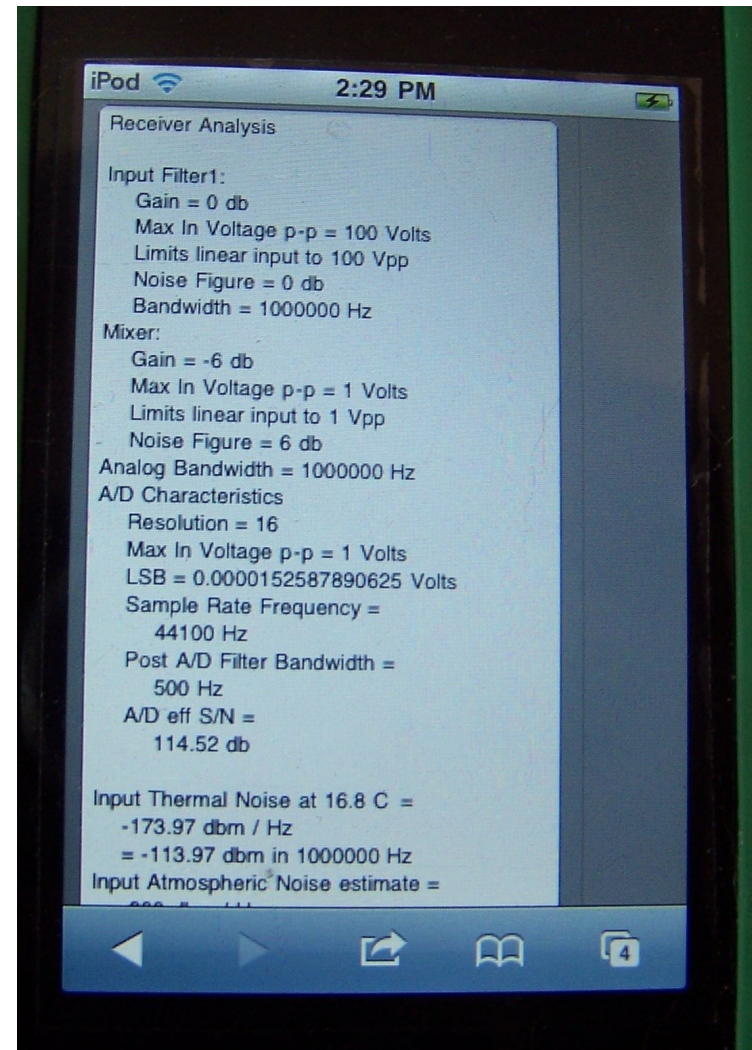 iPod
2:29 PM
Receiver Analysis
Input Filter1:
Gain = 0 db
Max In Voltage p-p = 100 Volts
Limits linear input to 100 Vpp
Noise Figure = 0 db
Bandwidth = 1000000 Hz
Mixer:
Gain = -6 db
Max In Voltage p-p = 1 Volts
Limits linear input to 1 Vpp
Noise Figure = 6 db
Analog Bandwidth = 1000000 Hz
A/D Characteristics
Resolution = 16
Max In Voltage p-p = 1 Volts
LSB = 0.0000152587890625 Volts
Sample Rate Frequency =
44100 Hz
Post A/D Filter Bandwidth =
500 Hz
A/D eff S/N =
114.52 db
Input Thermal Noise at 16.8 C =
-173.97 dbm / Hz
= -113.97 dbm in 1000000 Hz
Input Atmospheric Noise estimate =
4